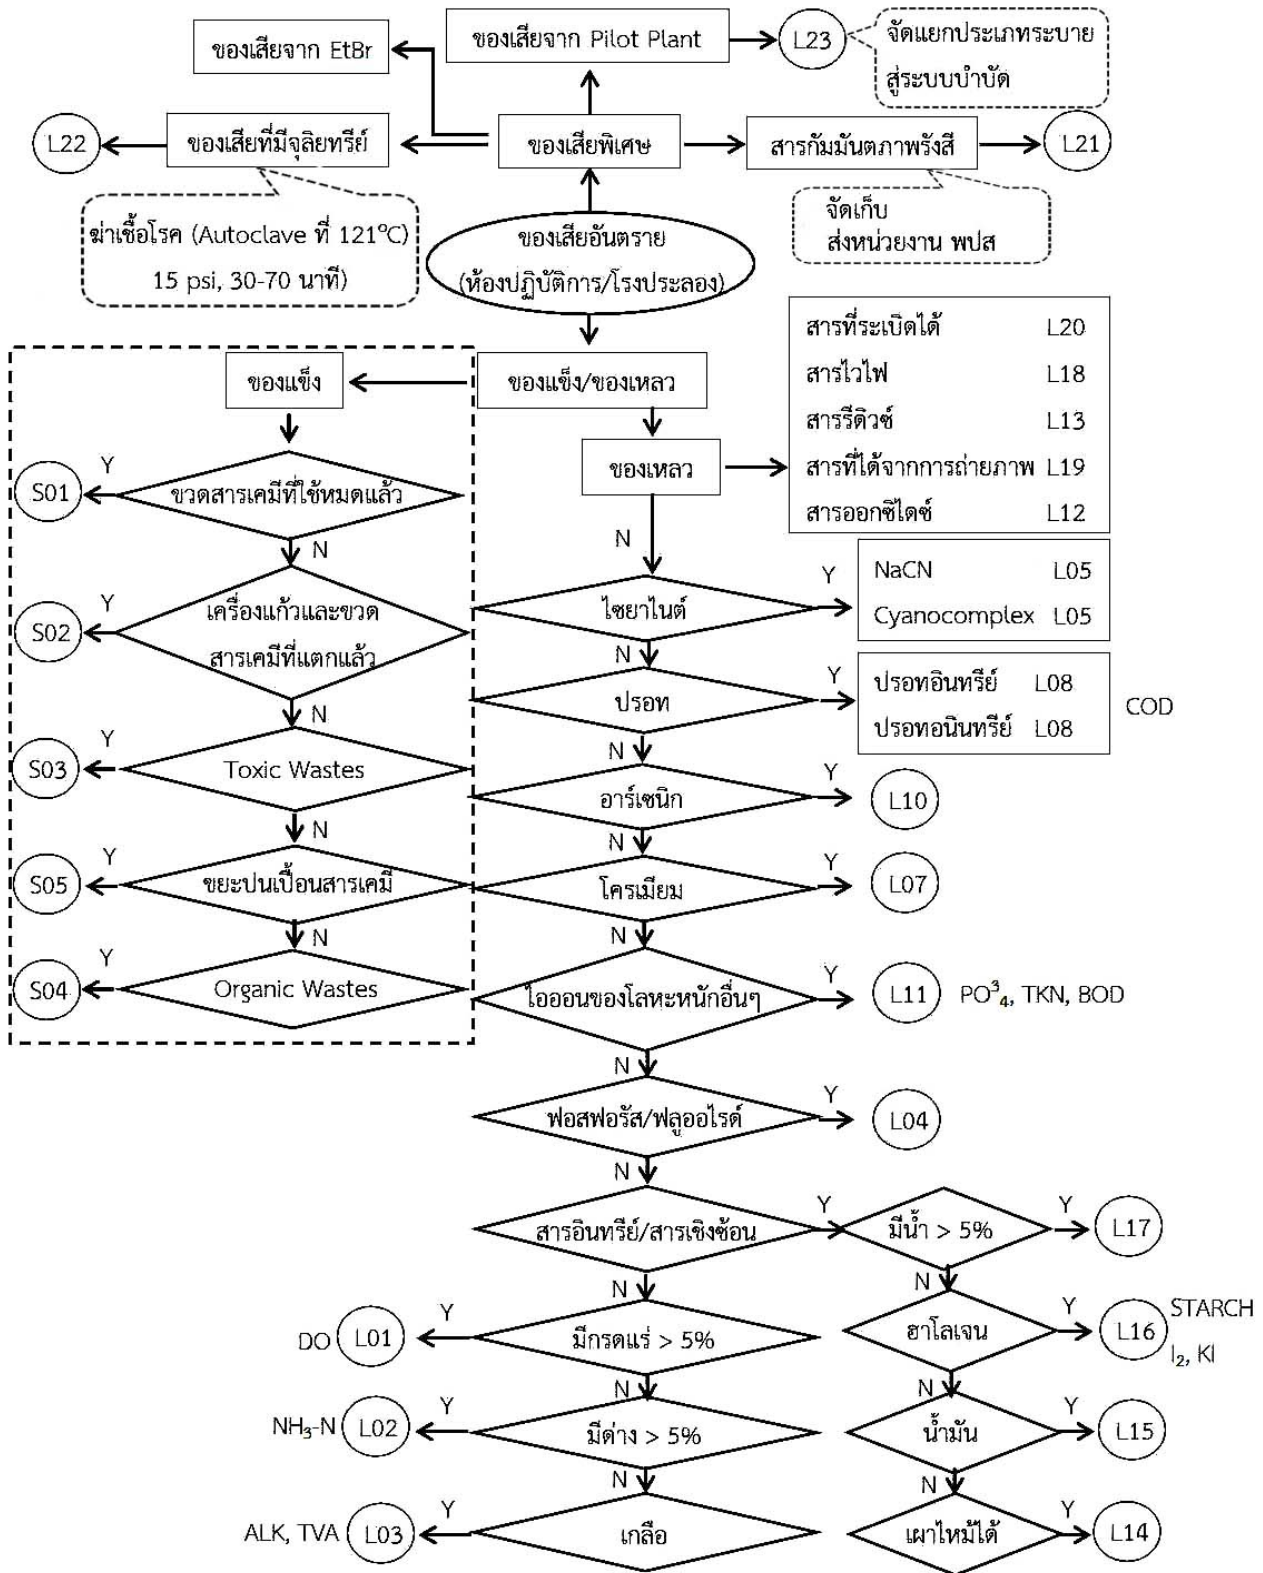 ของเสียจาก EtBr
ของเสียจาก Pilot Plant
L23
จัดแยกประเภทระบาย
สู่ระบบบำบัด
L22
ของเสียที่มีจุลิยทรีย์
ของเสียพิเศษ
สารกัมมันตภาพรังสี
L21
ฆ่าเชื้อโรค (Autoclave ที่ 121°C)
15 psi, 30-70 นาที)
จัดเก็บ
ส่งหน่วยงาน พปส
ของเสียอันตราย
(ห้องปฏิบัติการ/โรงประลอง)
ของแข็ง
ของแข็ง/ของเหลว
ของเหลว
สารที่ระเบิดได้ L20
สารไวไฟ L18
สารรีดิวซ์ L13
สารที่ได้จากการถ่ายภาพ L19
สารออกซิไดซ์ L12
S01
Y
ขวดสารเคมีที่ใช้หมดแล้ว
N
S02
Y
เครื่องแก้วและขวด
สารเคมีที่แตกแล้ว
N
S03
Y
Toxic Wastes
N
S05
Y
ขยะปนเปื้อนสารเคมี
N
S04
Y
Organic Wastes
N
ไซยาไนต์
Y
NaCN L05
Cyanocomplex L05
N
ปรอท
Y
ปรอทอินทรีย์ L08
ปรอทอนินทรีย์ L08
COD
N
อาร์เซนิก
Y
L10
N
โครเมียม
Y
L07
N
ไอออนของโลหะหนักอื่นๆ
Y
L11
PO³₄, TKN, BOD
N
ฟอสฟอรัส/ฟลูออไรด์
Y
L04
N
สารอินทรีย์/สารเชิงซ้อน
Y
มีน้ำ > 5%
Y
L17
N
N
DO
L01
Y
มีกรดแร่ > 5%
ฮาโลเจน
Y
L16
STARCH
I₂, KI
N
N
NH₃-N
L02
Y
มีด่าง > 5%
น้ำมัน
Y
L15
N
N
ALK, TVA
L03
Y
เกลือ
เผาไหม้ได้
Y
L14